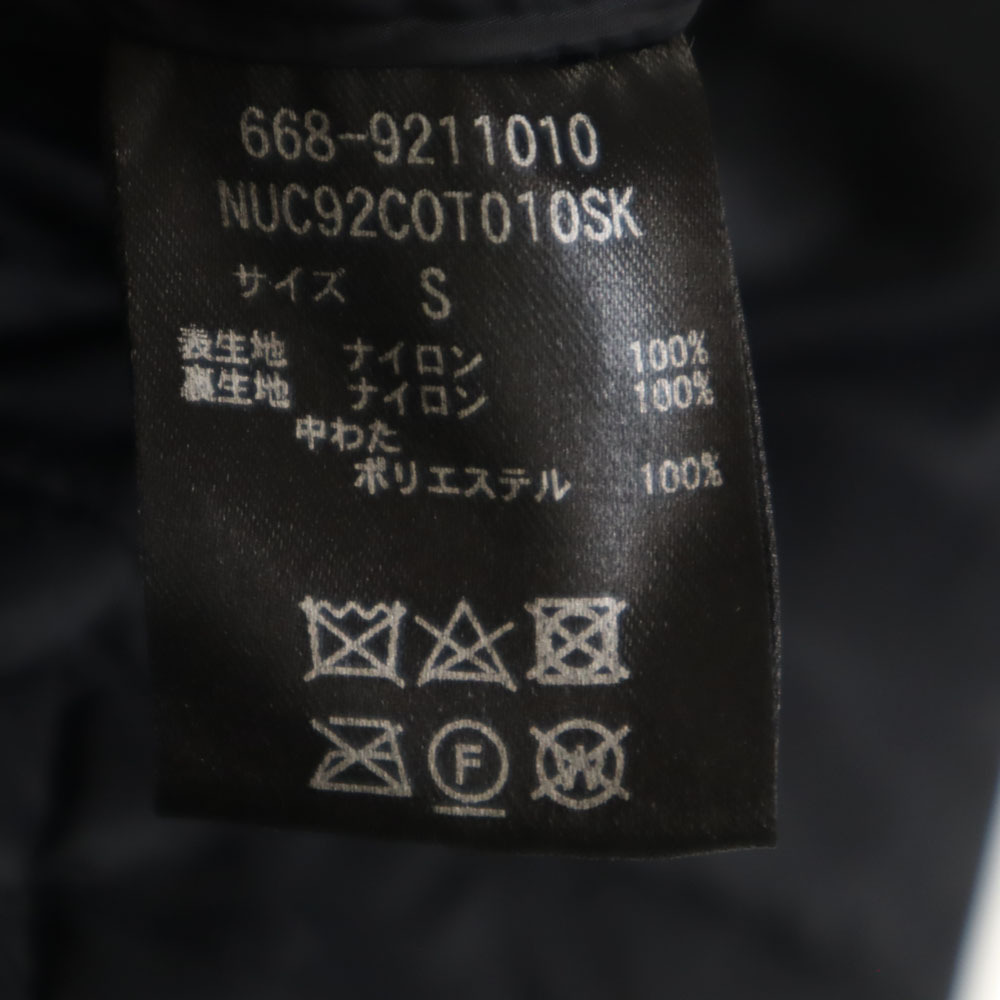 668-9211010
NUC92COT010SK
サイズ S
表生地 ナイロン 100%
裏生地 ナイロン 100%
中わた
ポリエステル 100%
F W